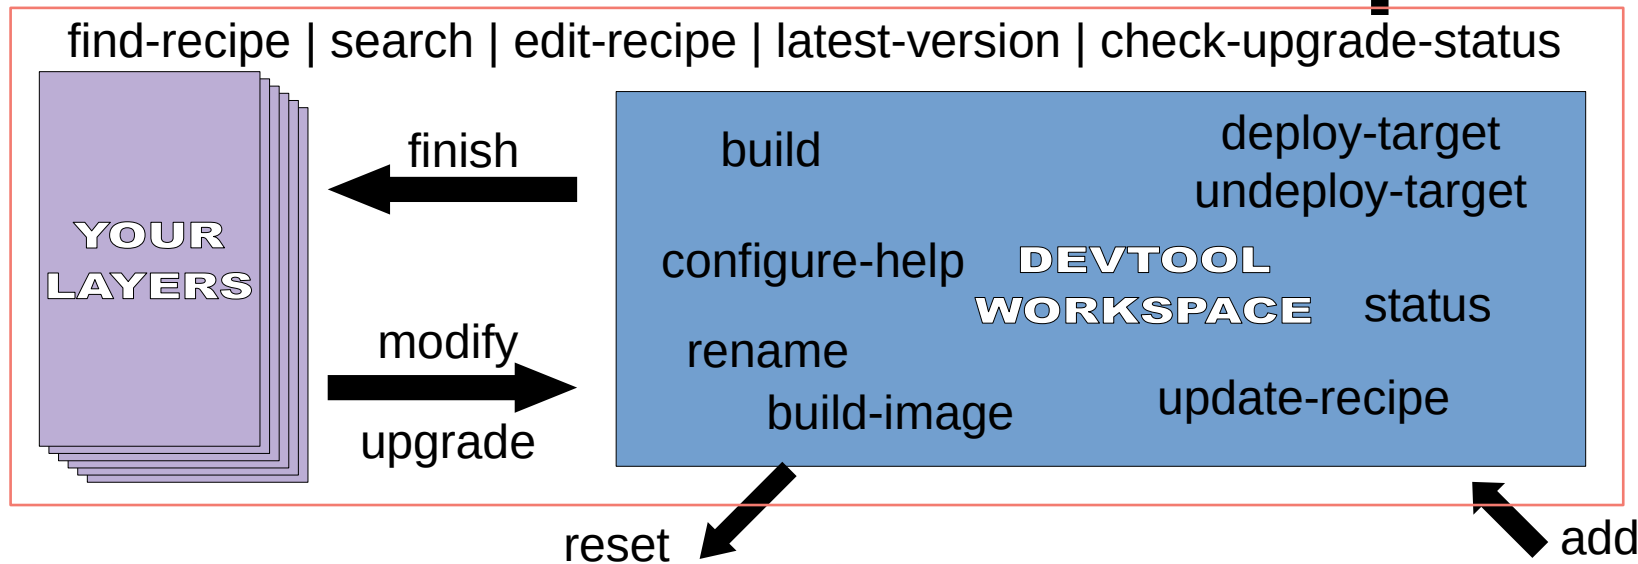 find-recipe | search | edit-recipe | latest-version | check-upgrade-status
finish
build
deploy-target
undeploy-target
YOUR
LAYERS
configure-help
DEVTOOL
WORKSPACE
status
modify
rename
upgrade
build-image
update-recipe
reset
add